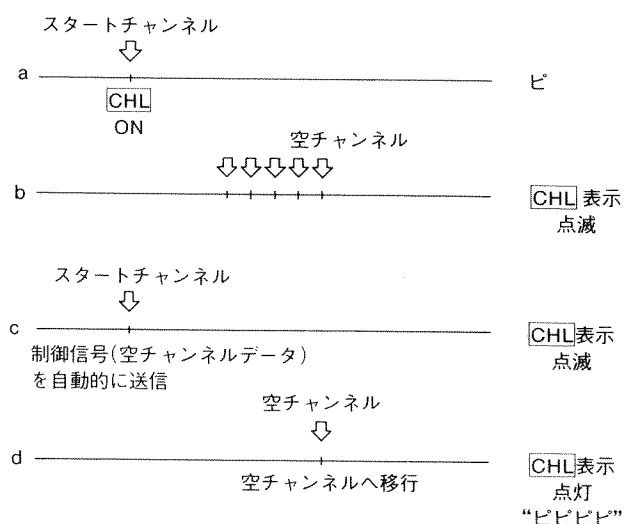 スタートチャンネル
a
ピ
CHL
ON
空チャンネル
b
CHL 表示
点滅
スタートチャンネル
c
CHL表示
点滅
制御信号(空チャンネルデータ)
を自動的に送信
空チャンネル
d
CHL表示
点灯
“ピピピピ”
空チャンネルへ移行